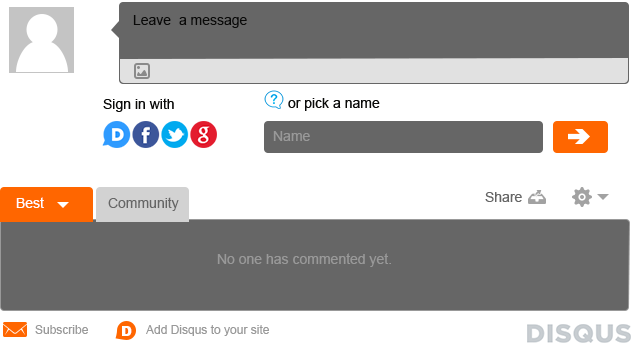 Leave  a message
Sign in with
? or pick a name
D f g
Name
Best
Community
Share
No one has commented yet.
Subscribe
D Add Disqus to your site
DISQUS